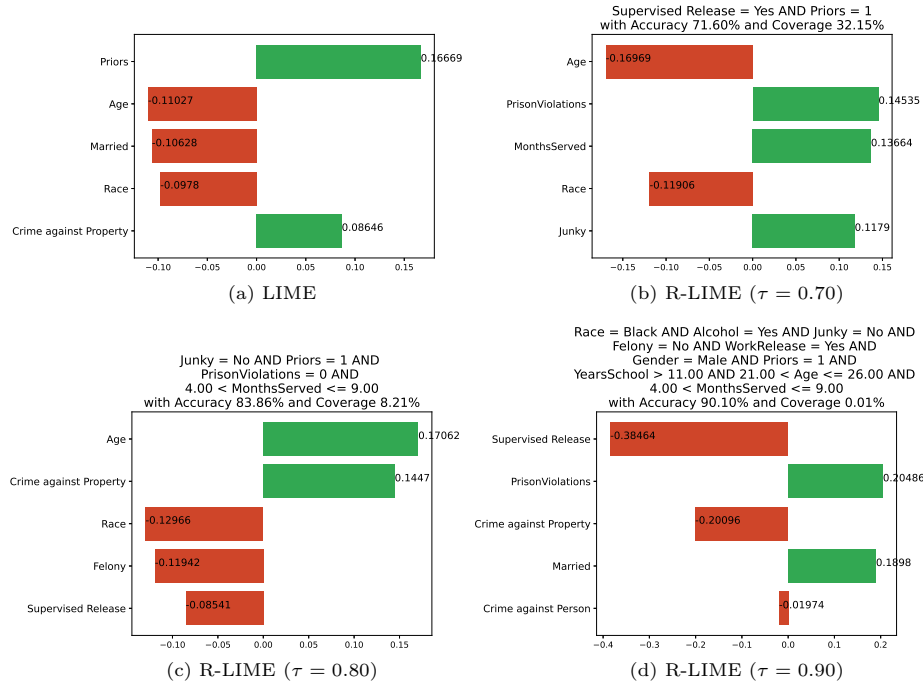 Priors
0.16669
Age
-0.11027
Married
-0.10628
Race
-0.0978
Crime against Property
0.08646
−0.10 −0.05 0.00 0.05 0.10 0.15
(a) LIME
Supervised Release = Yes AND Priors = 1
with Accuracy 71.60% and Coverage 32.15%
Age
-0.16969
PrisonViolations
0.14535
MonthsServed
0.13664
Race
-0.11906
Junky
0.1179
−0.15 −0.10 −0.05 0.00 0.05 0.10 0.15
(b) R-LIME (τ = 0.70)
Junky = No AND Priors = 1 AND
PrisonViolations = 0 AND
4.00 < MonthsServed <= 9.00
with Accuracy 83.86% and Coverage 8.21%
Age
0.17062
Crime against Property
0.1447
Race
-0.12966
Felony
-0.11942
Supervised Release
-0.08541
−0.10 −0.05 0.00 0.05 0.10 0.15
(c) R-LIME (τ = 0.80)
Race = Black AND Alcohol = Yes AND Junky = No AND
Felony = No AND WorkRelease = Yes AND
Gender = Male AND Priors = 1 AND
YearsSchool > 11.00 AND 21.00 < Age <= 26.00 AND
4.00 < MonthsServed <= 9.00
with Accuracy 90.10% and Coverage 0.01%
Supervised Release
-0.38464
PrisonViolations
0.20486
Crime against Property
-0.20096
Married
0.1898
Crime against Person
-0.01974
−0.4 −0.3 −0.2 −0.1 0.0 0.1 0.2
(d) R-LIME (τ = 0.90)